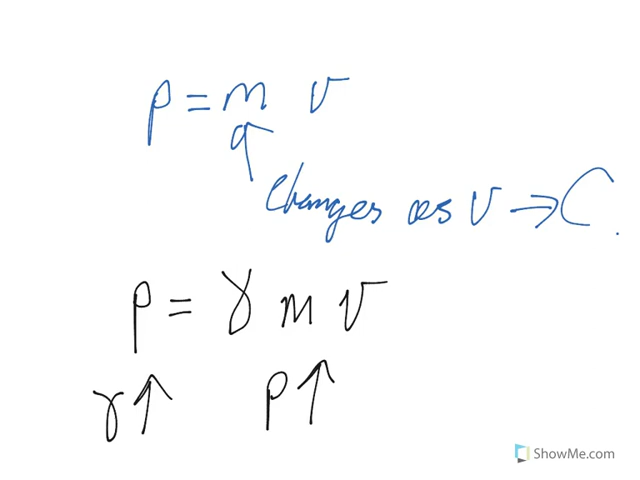 p = m v
↑
changes as v → c.
p = γ m v
γ ↑ p ↑
ShowMe.com